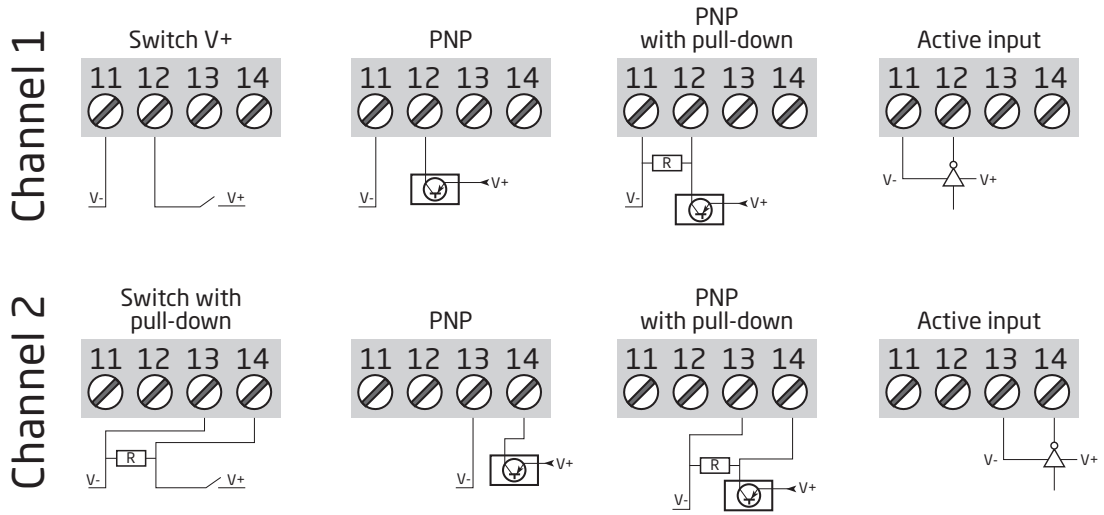 Channel 1
Switch V+
11 12 13 14
V-
V+
PNP
11 12 13 14
V-
V+
PNP
with pull-down
11 12 13 14
R
V-
V+
Active input
11 12 13 14
V-
V+
Channel 2
Switch with
pull-down
11 12 13 14
R
V-
V+
PNP
11 12 13 14
V-
V+
PNP
with pull-down
11 12 13 14
R
V-
V+
Active input
11 12 13 14
V-
V+